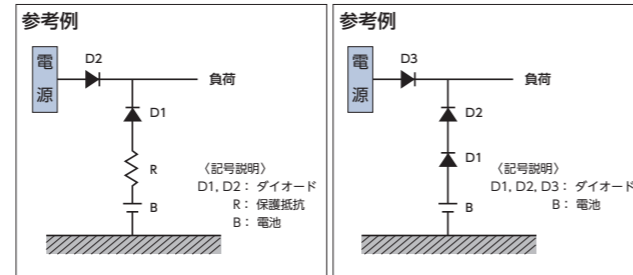 参考例
電源
D2
負荷
D1
R
B
〈記号説明〉
D1, D2： ダイオード
R： 保護抵抗
B： 電池
参考例
電源
D3
負荷
D2
D1
B
〈記号説明〉
D1, D2, D3： ダイオード
B： 電池